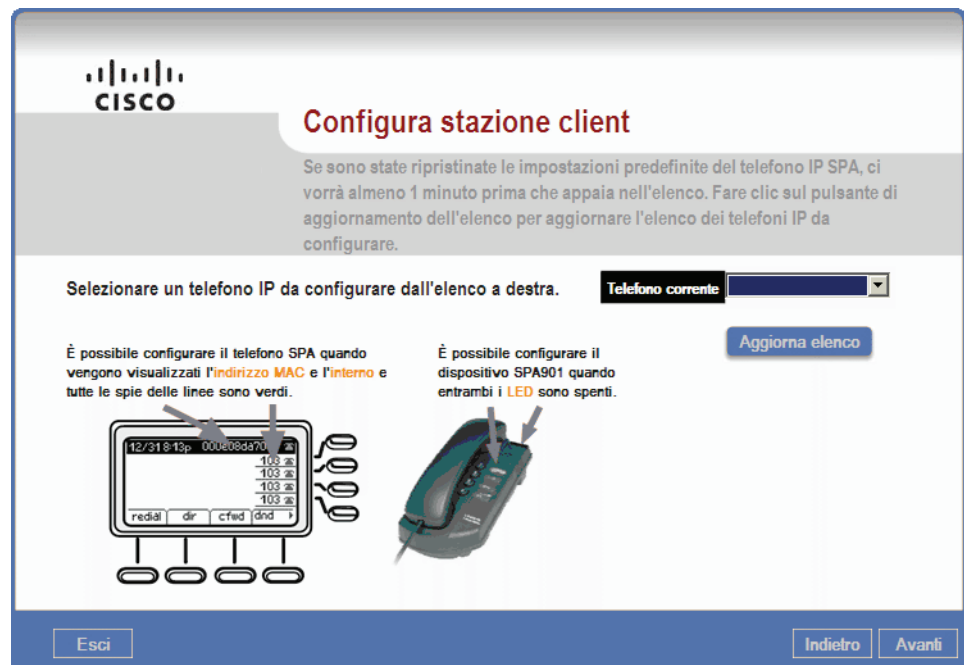 CISCO
Configura stazione client
Se sono state ripristinate le impostazioni predefinite del telefono IP SPA, ci
vorrà almeno 1 minuto prima che appaia nell'elenco. Fare clic sul pulsante di
aggiornamento dell'elenco per aggiornare l'elenco dei telefoni IP da
configurare.
Selezionare un telefono IP da configurare dall'elenco a destra.
Telefono corrente
Aggiorna elenco
È possibile configurare il telefono SPA quando
vengono visualizzati l'indirizzo MAC e l'interno e
tutte le spie delle linee sono verdi.
È possibile configurare il
dispositivo SPA901 quando
entrambi i LED sono spenti.
12/31 8:13p
103
103
103
103
redial dir cfwd dnd
Esci
Indietro
Avanti